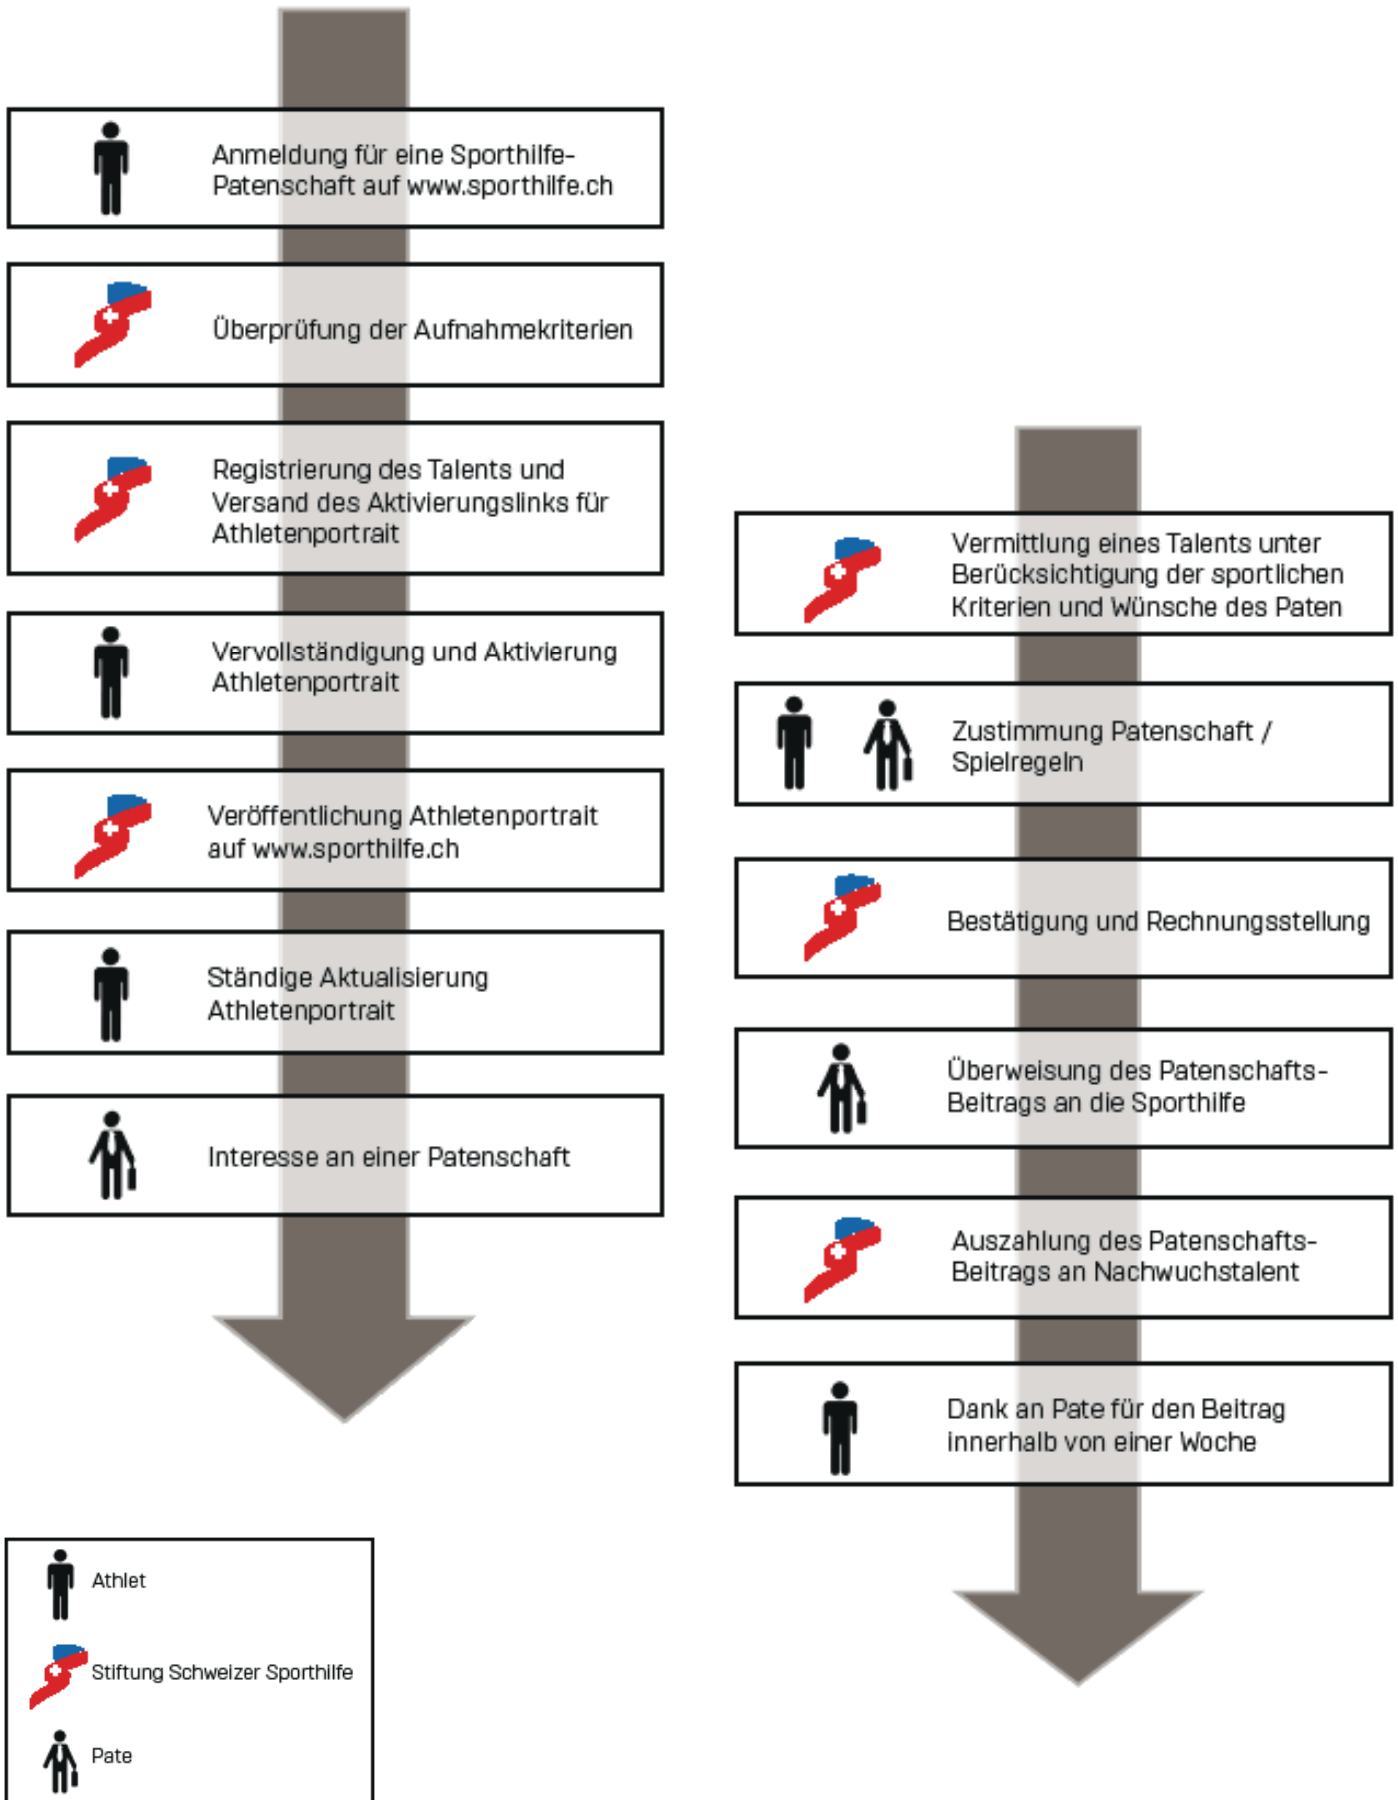 Anmeldung für eine Sporthilfe-
Patenschaft auf www.sporthilfe.ch
Überprüfung der Aufnahmekriterien
Registrierung des Talents und
Versand des Aktivierungslinks für
Athletenportrait
Vervollständigung und Aktivierung
Athletenportrait
Veröffentlichung Athletenportrait
auf www.sporthilfe.ch
Ständige Aktualisierung
Athletenportrait
Interesse an einer Patenschaft
Vermittlung eines Talents unter
Berücksichtigung der sportlichen
Kriterien und Wünsche des Paten
Zustimmung Patenschaft /
Spielregeln
Bestätigung und Rechnungsstellung
Überweisung des Patenschafts-
Beitrags an die Sporthilfe
Auszahlung des Patenschafts-
Beitrags an Nachwuchstalent
Dank an Pate für den Beitrag
innerhalb von einer Woche
Athlet
Stiftung Schweizer Sporthilfe
Pate